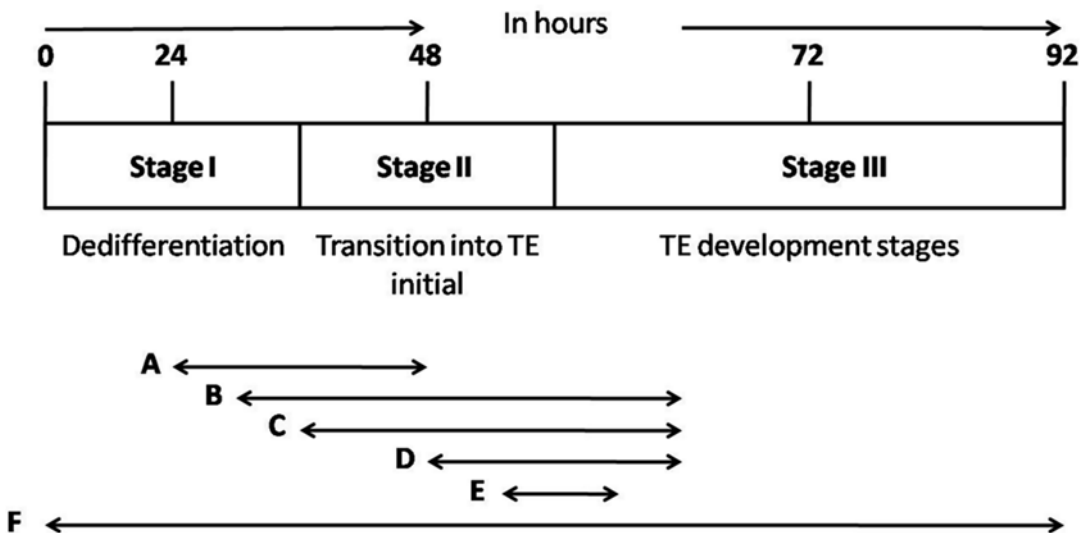 In hours
0 24 48 72 92
Stage I Stage II Stage III
Dedifferentiation Transition into TE TE development stages
initial
A
B
C
D
E
F